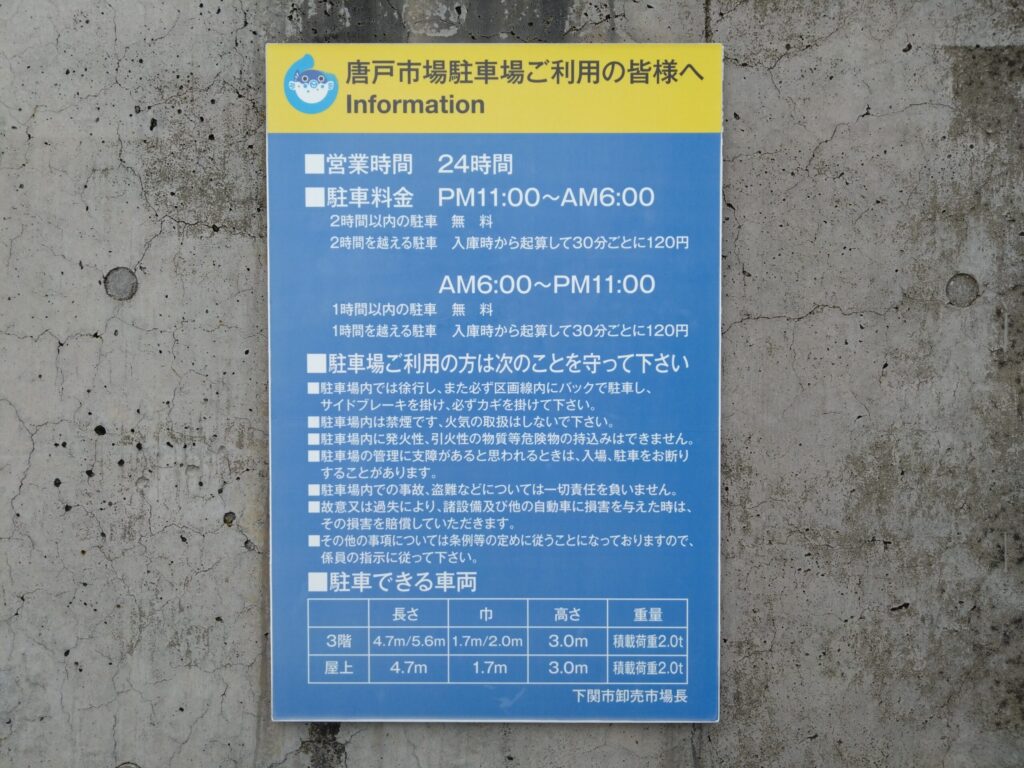 唐戸市場駐車場ご利用の皆様へ
Information
■営業時間 24時間
■駐車料金 PM11:00〜AM6:00
2時間以内の駐車 無 料
2時間を越える駐車 入庫時から起算して30分ごとに120円
AM6:00〜PM11:00
1時間以内の駐車 無 料
1時間を越える駐車 入庫時から起算して30分ごとに120円
■駐車場ご利用の方は次のことを守って下さい
■駐車場内では徐行し、また必ず区画線内にバックで駐車し、
サイドブレーキを掛け、必ずカギを掛けて下さい。
■駐車場内は禁煙です、火気の取扱はしないで下さい。
■駐車場内に発火性、引火性の物質等危険物の持込みはできません。
■駐車場の管理に支障があると思われるときは、入場、駐車をお断り
することがあります。
■駐車場内での事故、盗難などについては一切責任を負いません。
■故意又は過失により、諸設備及び他の自動車に損害を与えた時は、
その損害を賠償していただきます。
■その他の事項については条例等の定めに従うことになっておりますので、
係員の指示に従って下さい。
■駐車できる車両
長さ 巾 高さ 重量
3階 4.7m/5.6m 1.7m/2.0m 3.0m 積載荷重2.0t
屋上 4.7m 1.7m 3.0m 積載荷重2.0t
下関市卸売市場長